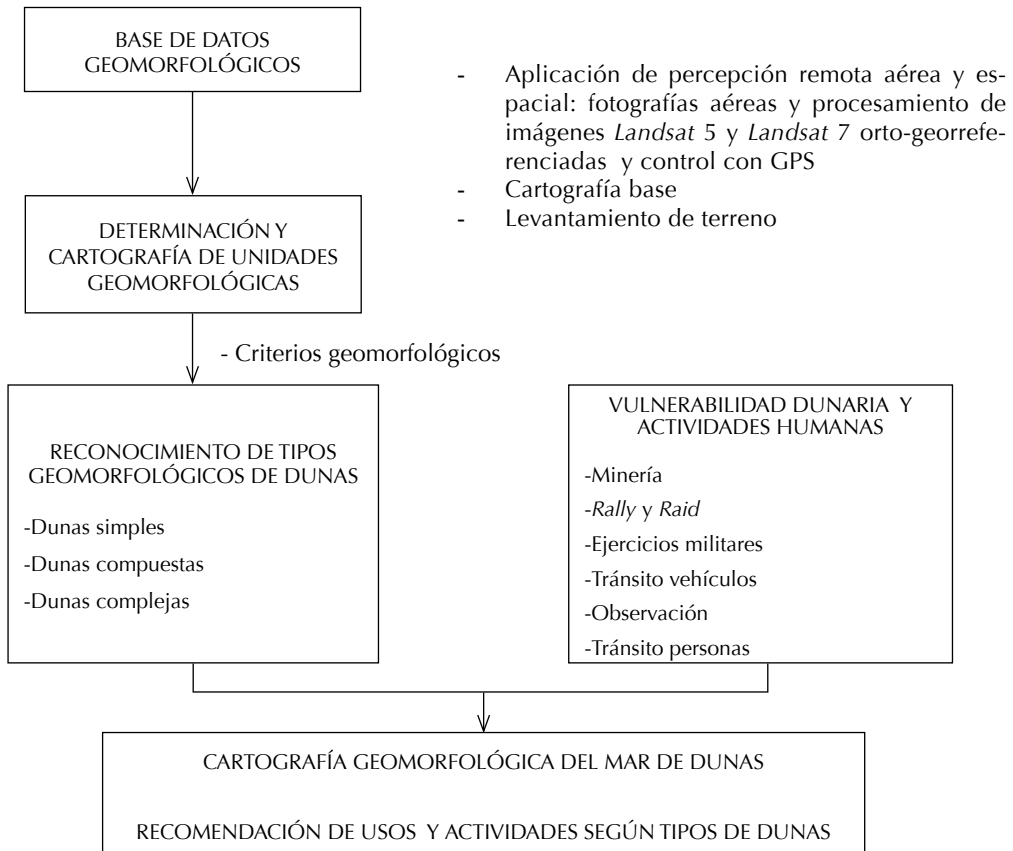 BASE DE DATOS
GEOMORFOLÓGICOS
- Aplicación de percepción remota aérea y es-
pacial: fotografías aéreas y procesamiento de
imágenes Landsat 5 y Landsat 7 orto-georrefe-
renciadas y control con GPS
- Cartografía base
- Levantamiento de terreno
DETERMINACIÓN Y
CARTOGRAFÍA DE UNIDADES
GEOMORFOLÓGICAS
- Criterios geomorfológicos
RECONOCIMIENTO DE TIPOS
GEOMORFOLÓGICOS DE DUNAS
-Dunas simples
-Dunas compuestas
-Dunas complejas
VULNERABILIDAD DUNARIA Y
ACTIVIDADES HUMANAS
-Minería
-Rally y Raid
-Ejercicios militares
-Tránsito vehículos
-Observación
-Tránsito personas
CARTOGRAFÍA GEOMORFOLÓGICA DEL MAR DE DUNAS
RECOMENDACIÓN DE USOS Y ACTIVIDADES SEGÚN TIPOS DE DUNAS